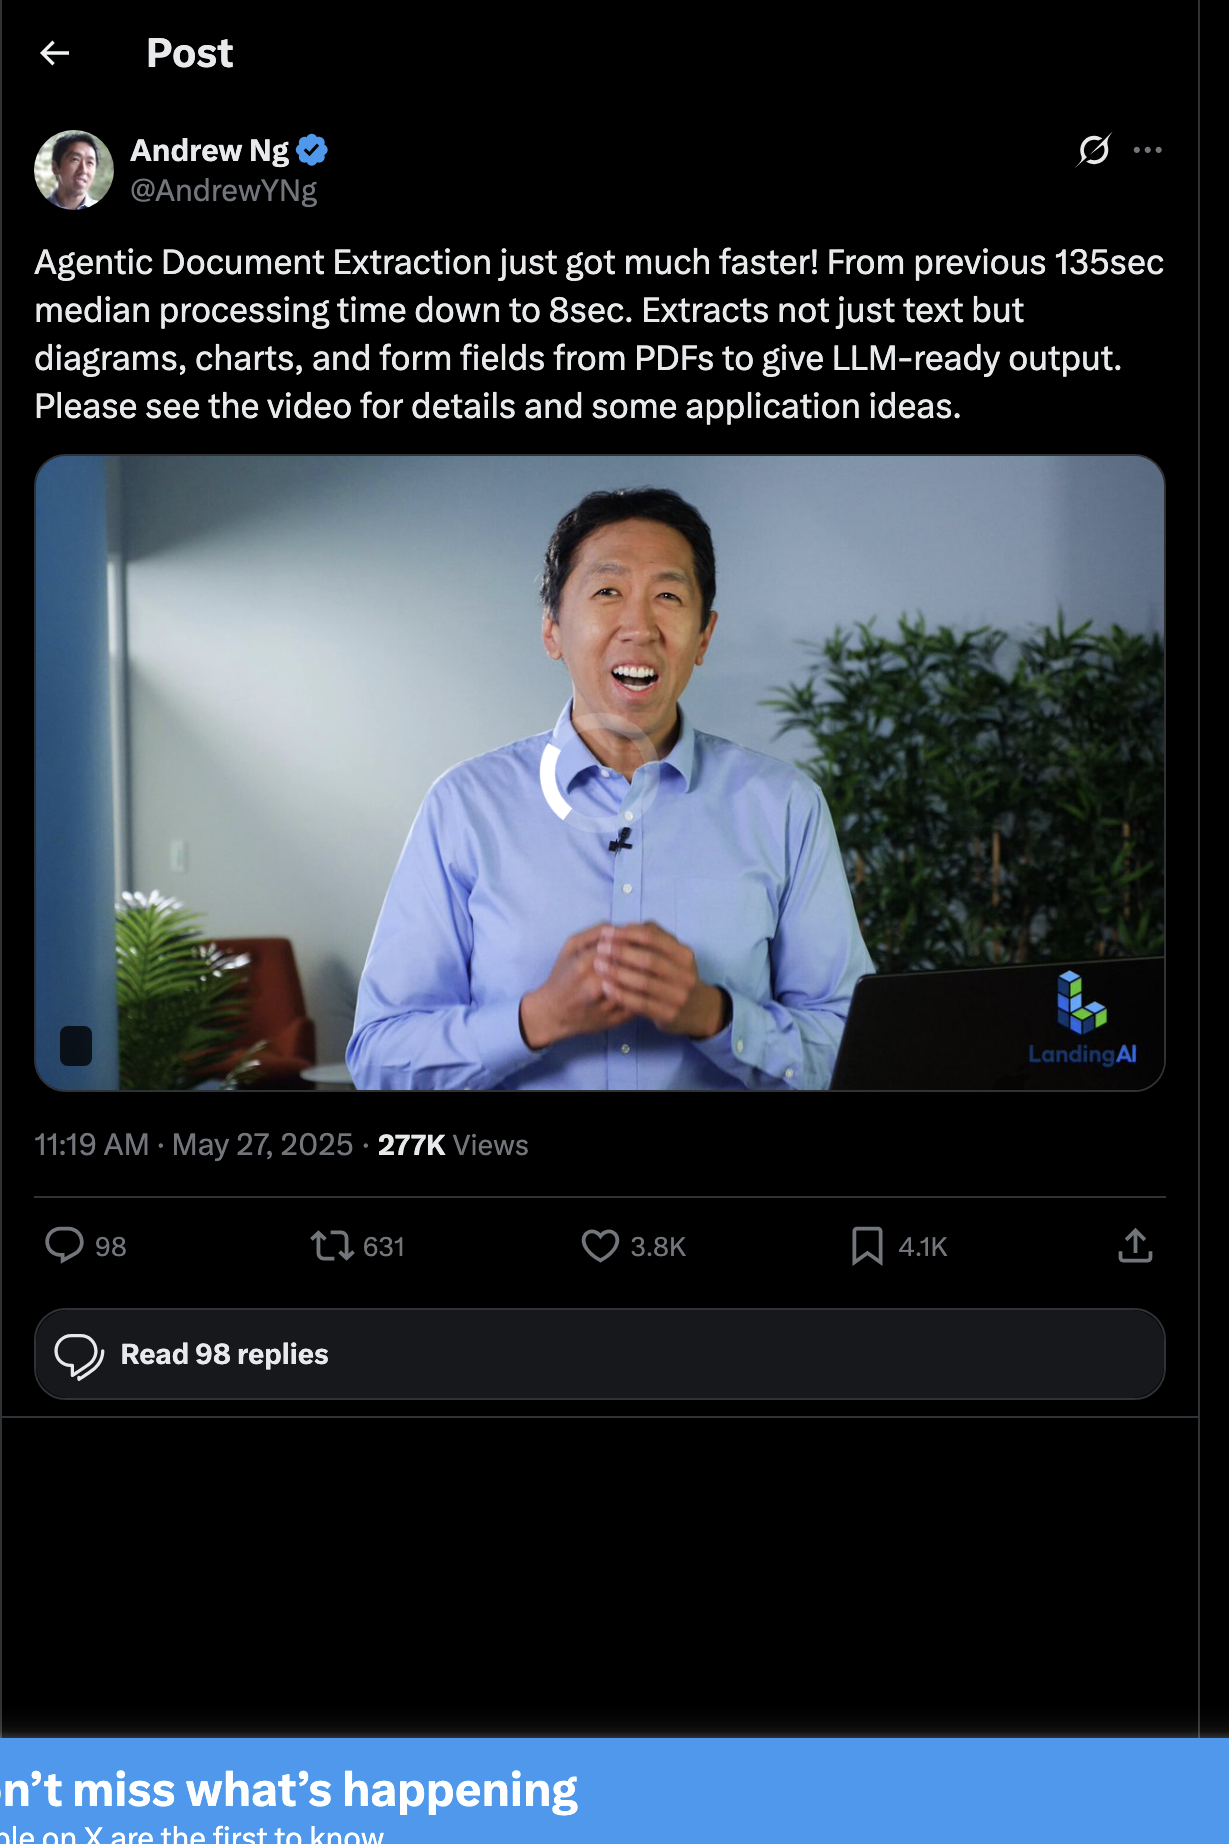 Post
Andrew Ng
@AndrewYNg
Agentic Document Extraction just got much faster! From previous 135sec
median processing time down to 8sec. Extracts not just text but
diagrams, charts, and form fields from PDFs to give LLM-ready output.
Please see the video for details and some application ideas.
LandingAI
11:19 AM · May 27, 2025 · 277K Views
98 631 3.8K 4.1K
Read 98 replies
n’t miss what’s happening
ple on X are the first to know